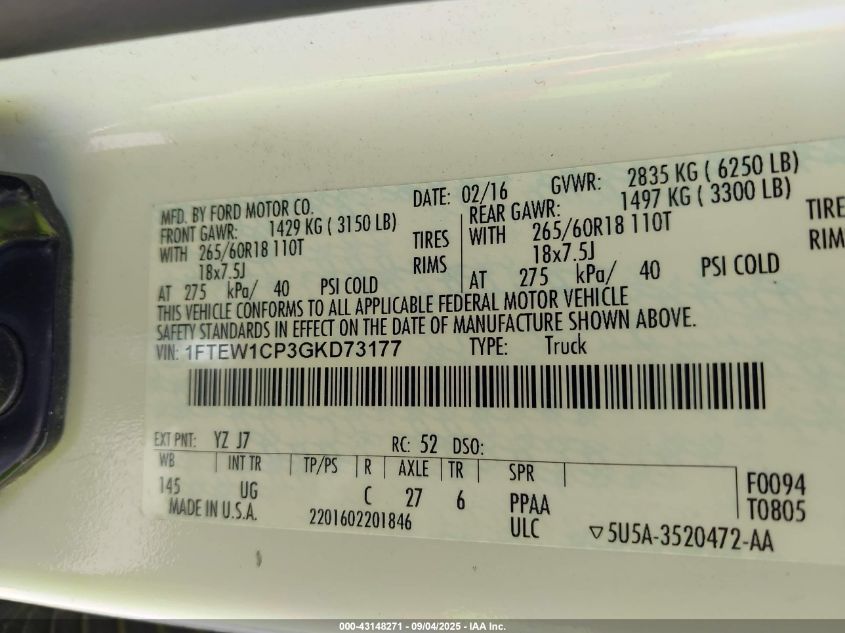 MFD. BY FORD MOTOR CO. DATE: 02/16 GVWR: 2835 KG ( 6250 LB)
FRONT GAWR: 1429 KG ( 3150 LB) REAR GAWR: 1497 KG ( 3300 LB)
WITH 265/60R18 110T TIRES WITH 265/60R18 110T TIRE
18x7.5J RIMS 18x7.5J RIM
AT 275 kPa/ 40 PSI COLD AT 275 kPa/ 40 PSI COLD
THIS VEHICLE CONFORMS TO ALL APPLICABLE FEDERAL MOTOR VEHICLE
SAFETY STANDARDS IN EFFECT ON THE DATE OF MANUFACTURE SHOWN ABOVE.
VIN: 1FTEW1CP3GKD73177 TYPE: Truck
EXT PNT: YZ J7 RC: 52 DSO:
WB INT TR TP/PS R AXLE TR SPR
145 UG C 27 6 PPAA F0094
ULC T0805
MADE IN U.S.A. 2201602201846 ▽5U5A-3520472-AA
000-43148271 - 09/04/2025 - IAA Inc.